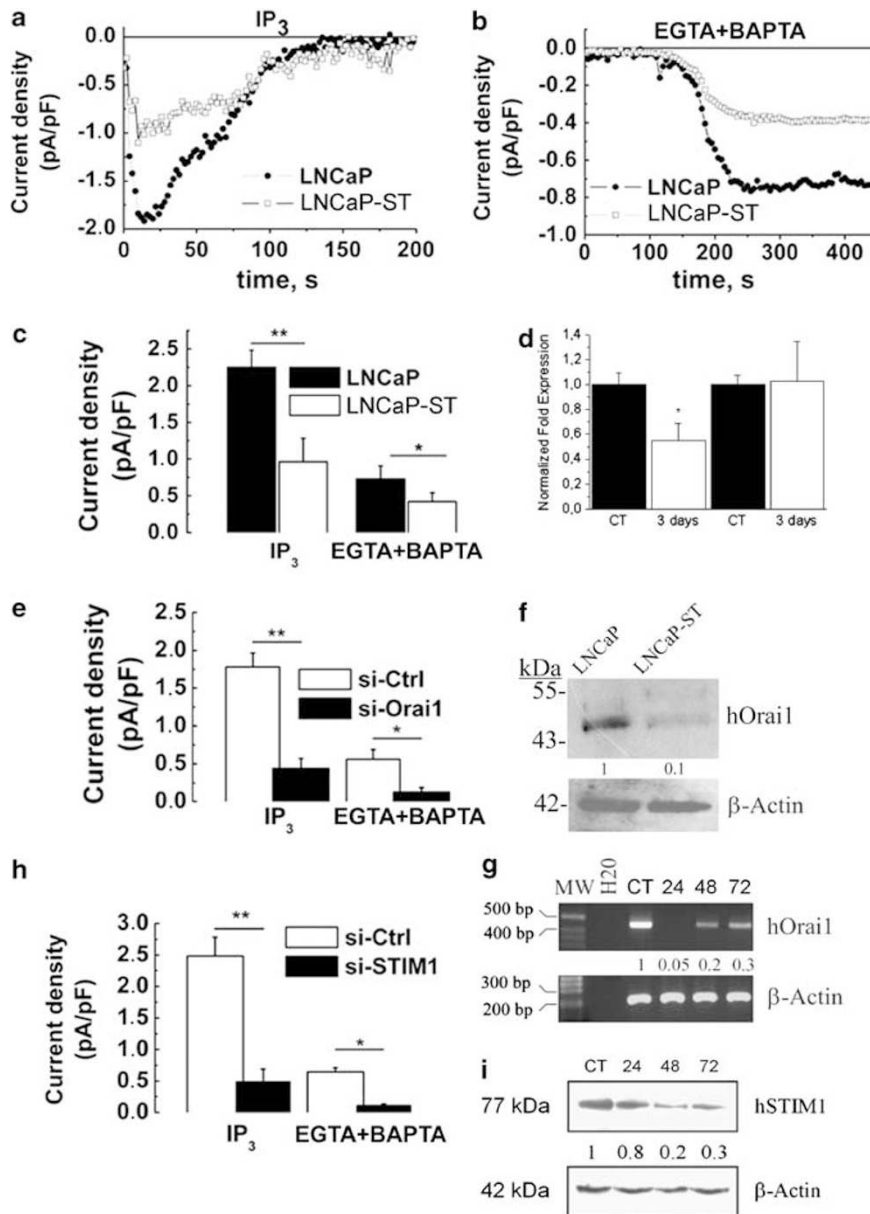 a
IP3
Current density
(pA/pF)
0.0
-0.5
-1.0
-1.5
-2.0
LNCaP
LNCaP-ST
0 50 100 150 200
time, s
b
EGTA+BAPTA
Current density
(pA/pF)
0.0
-0.2
-0.4
-0.6
-0.8
-1.0
LNCaP
LNCaP-ST
0 100 200 300 400
time, s
c
Current density
(pA/pF)
2.5
2.0
1.5
1.0
0.5
0.0
**
LNCaP
LNCaP-ST
*
IP3 EGTA+BAPTA
d
Normalized Fold Expression
1,4
1,2
1,0
0,8
0,6
0,4
0,2
0,0
*
CT 3 days CT 3 days
e
Current density
(pA/pF)
2.0
1.5
1.0
0.5
0.0
**
si-Ctrl
si-Orai1
*
IP3 EGTA+BAPTA
f
LNCaP
LNCaP-ST
kDa
55-
43-
hOrai1
1 0.1
42-
β-Actin
g
MW H20 CT 24 48 72
500 bp
400 bp
hOrai1
1 0.05 0.2 0.3
300 bp
200 bp
β-Actin
h
Current density
(pA/pF)
3.0
2.5
2.0
1.5
1.0
0.5
0.0
**
si-Ctrl
si-STIM1
*
IP3 EGTA+BAPTA
i
CT 24 48 72
77 kDa
hSTIM1
1 0.8 0.2 0.3
42 kDa
β-Actin